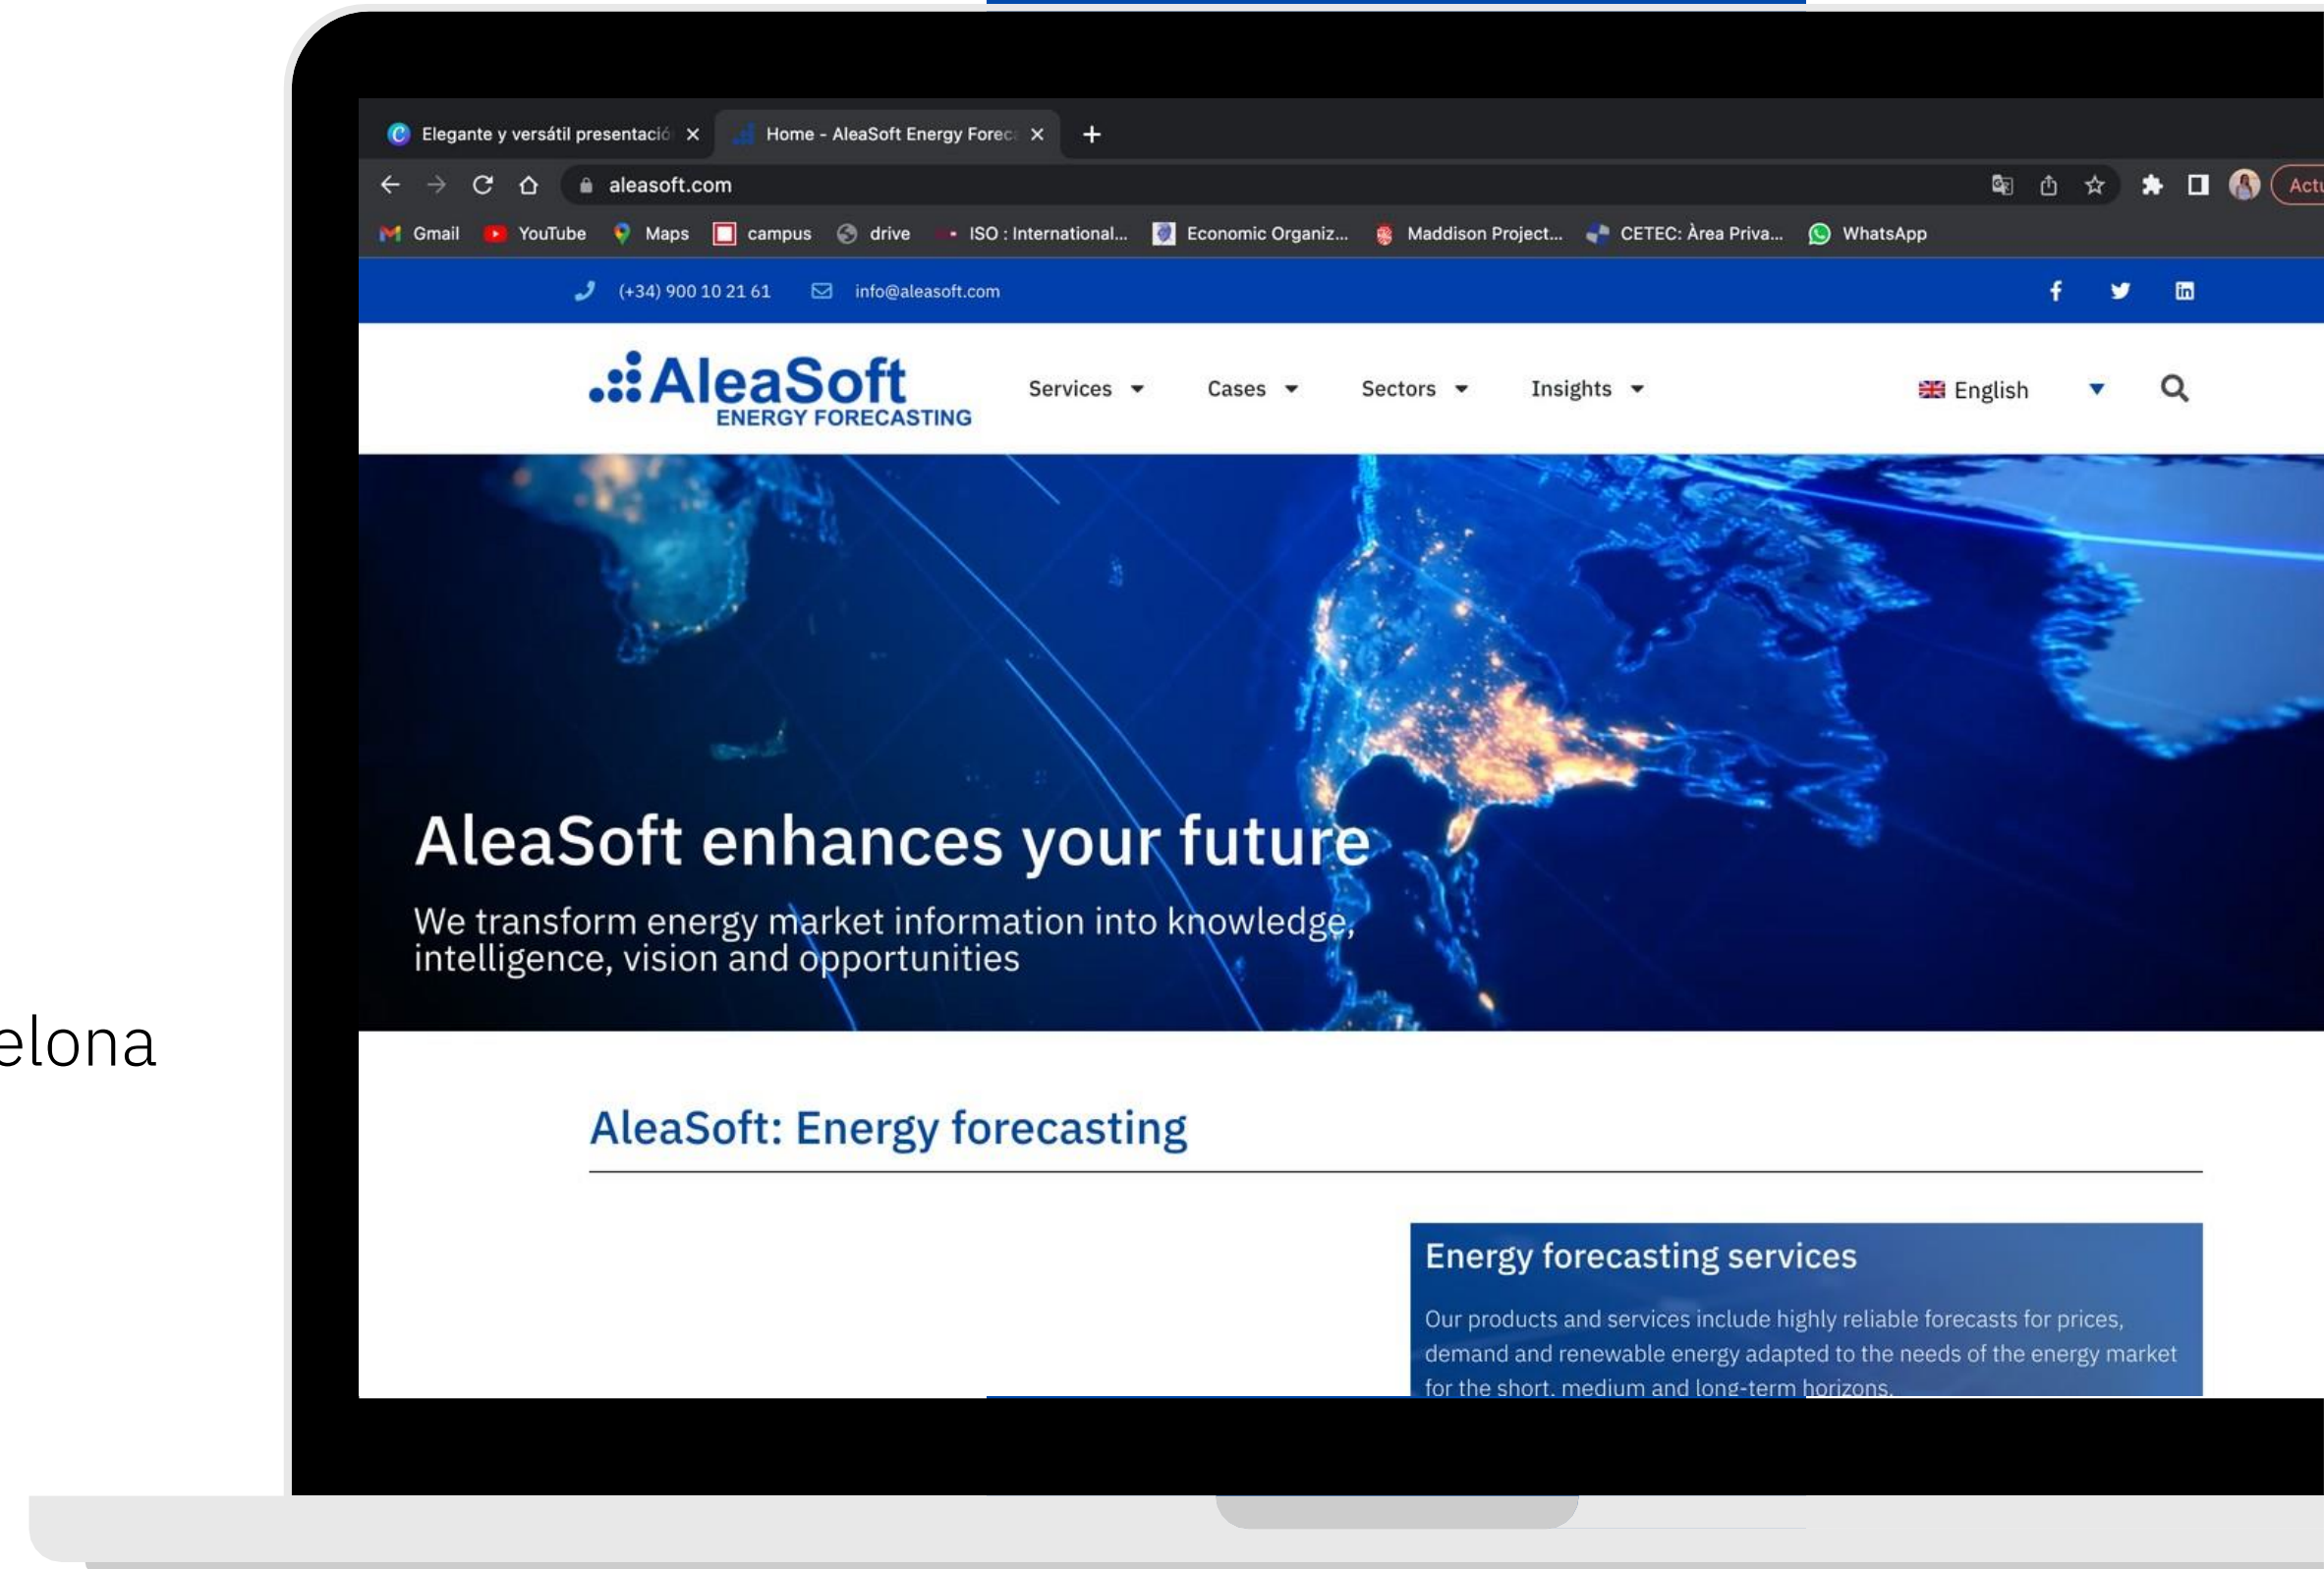 Elegante y versátil presentació
Home - AleaSoft Energy Forec
aleasoft.com
Actu
Gmail YouTube Maps campus drive ISO : International... Economic Organiz... Maddison Project... CETEC: Àrea Priva... WhatsApp
(+34) 900 10 21 61 info@aleasoft.com
AleaSoft
ENERGY FORECASTING
Services Cases Sectors Insights English
AleaSoft enhances your future
We transform energy market information into knowledge,
intelligence, vision and opportunities
elona
AleaSoft: Energy forecasting
Energy forecasting services
Our products and services include highly reliable forecasts for prices,
demand and renewable energy adapted to the needs of the energy market
for the short, medium and long-term horizons.